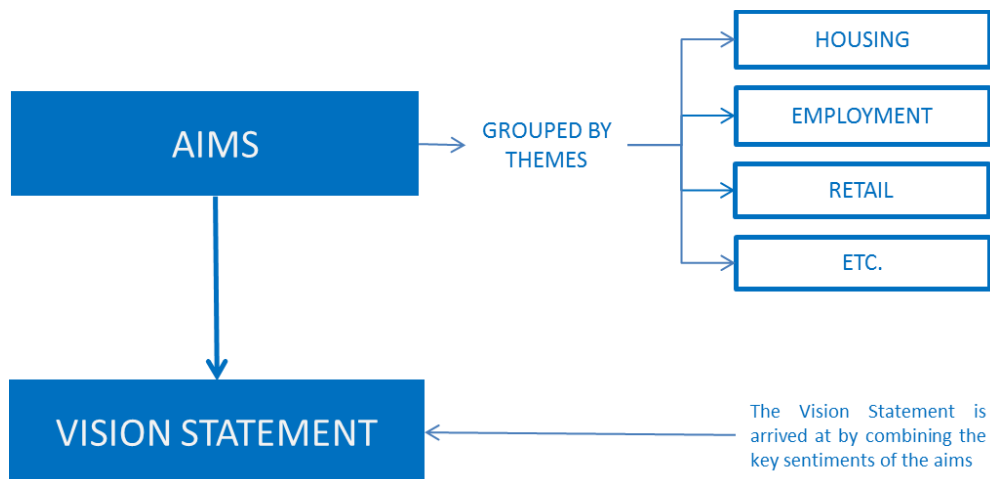 HOUSING
EMPLOYMENT
AIMS
GROUPED BY
THEMES
RETAIL
ETC.
VISION STATEMENT
The Vision Statement is
arrived at by combining the
key sentiments of the aims